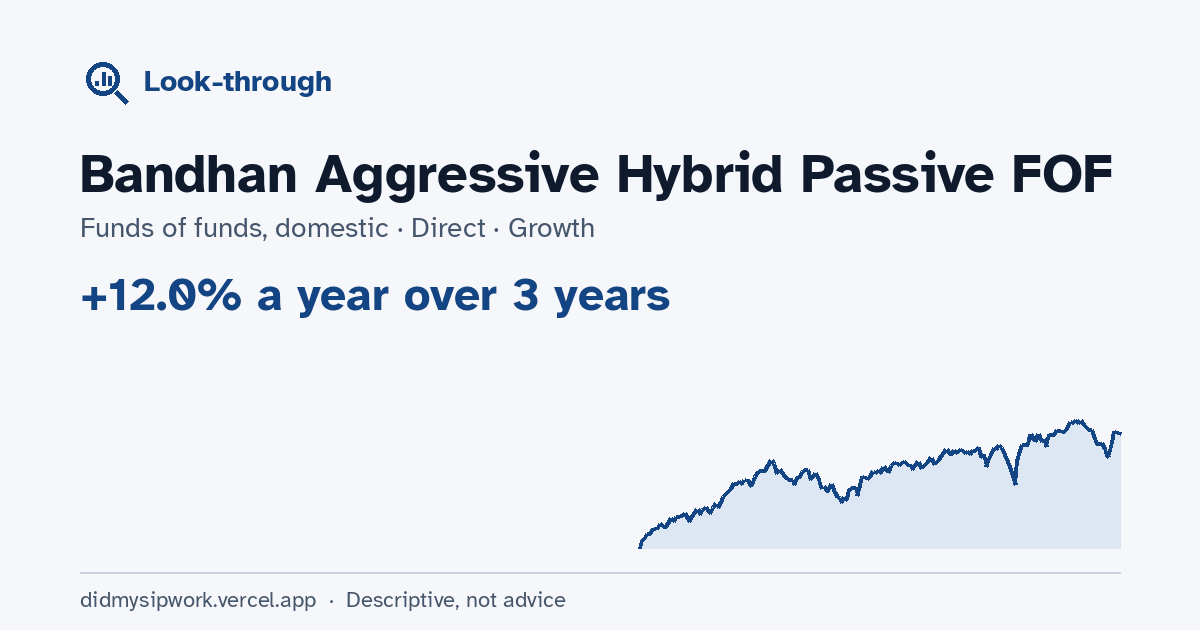 Look-through
Bandhan Aggressive Hybrid Passive FOF
Funds of funds, domestic · Direct · Growth
+12.0% a year over 3 years
didmysipwork.vercel.app · Descriptive, not advice